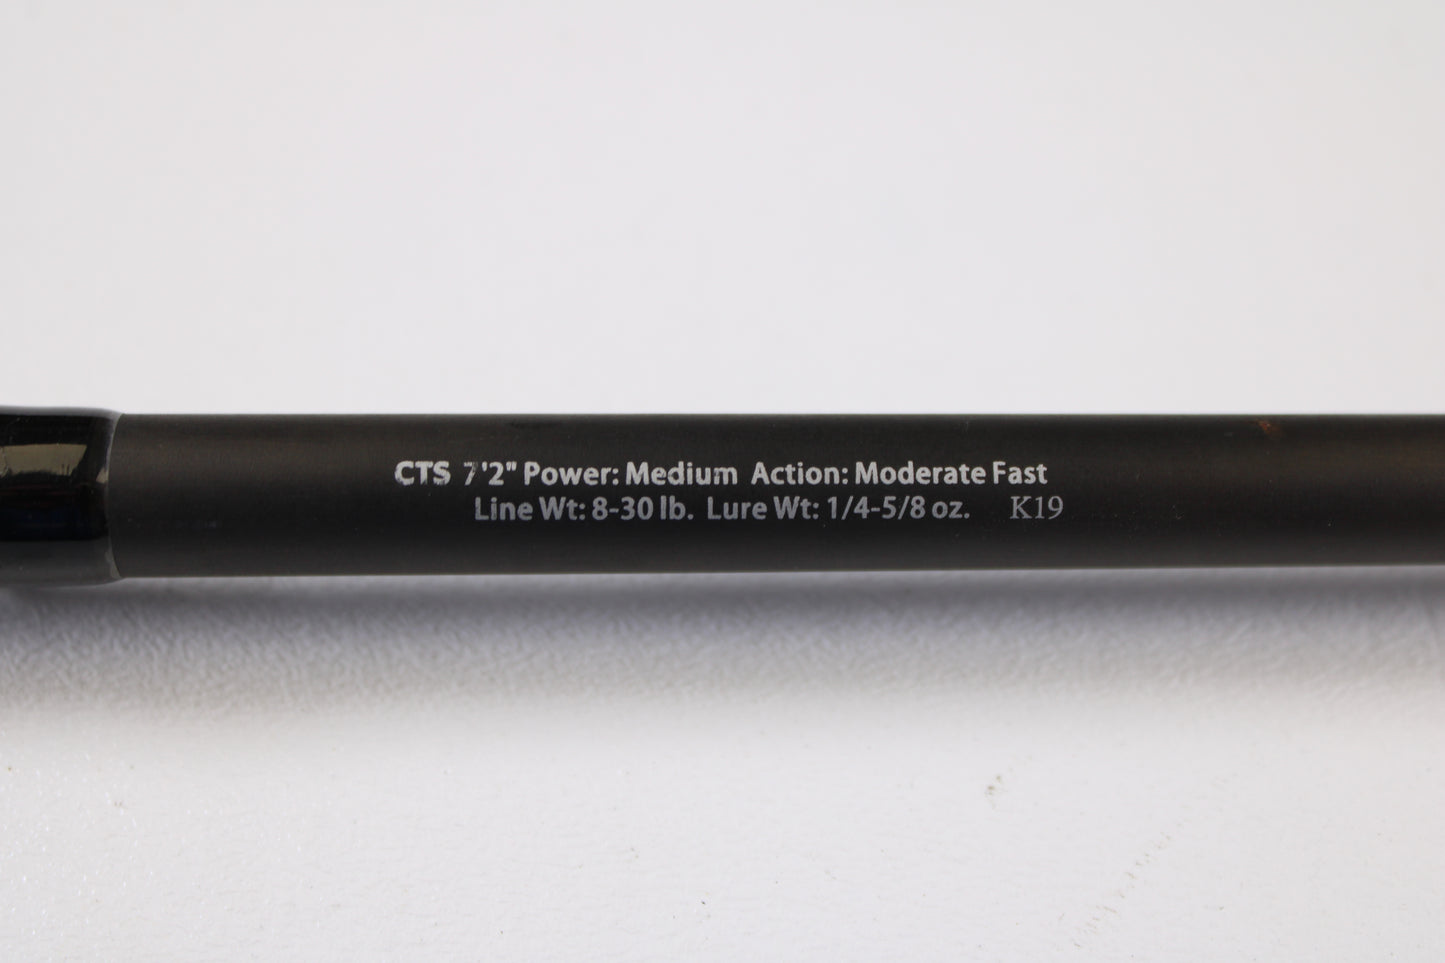 CTS 7'2" Power: Medium Action: Moderate Fast
Line Wt: 8-30 lb. Lure Wt: 1/4-5/8 oz. K19